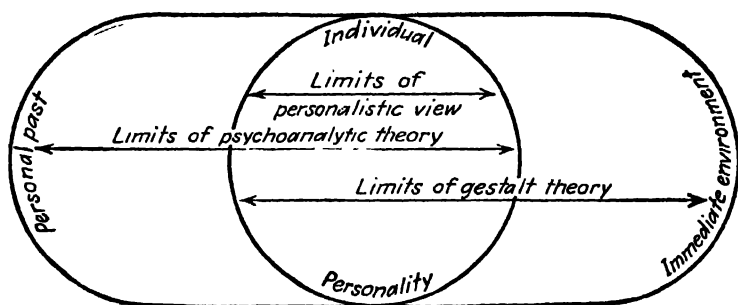 Individual
Limits of
personalistic view
Limits of psychoanalytic theory
personal past
Limits of gestalt theory
Immediate environment
Personality